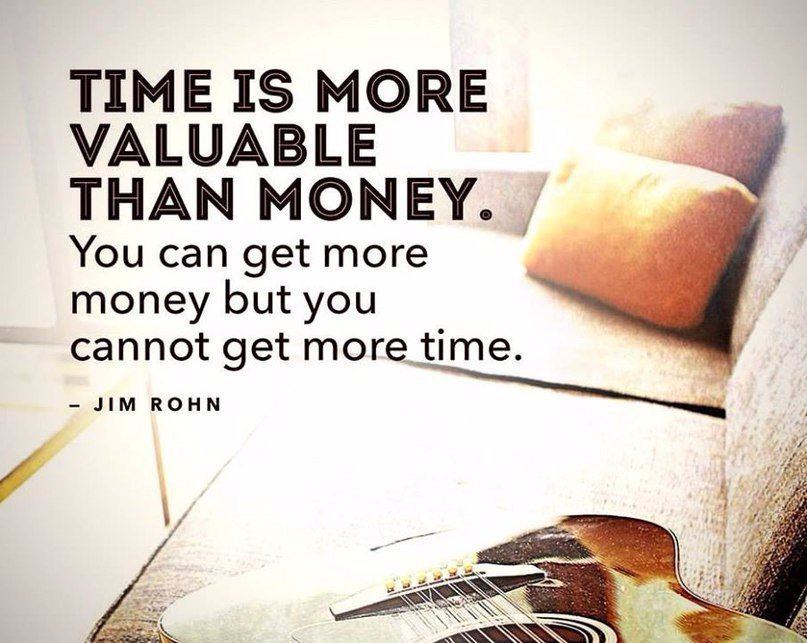 TIME IS MORE
VALUABLE
THAN MONEY.
You can get more
money but you
cannot get more time.
– JIM ROHN